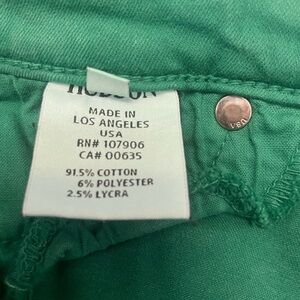 HUDSON
MADE IN
LOS ANGELES
USA
RN# 107906
CA# 00635
91.5% COTTON
6% POLYESTER
2.5% LYCRA